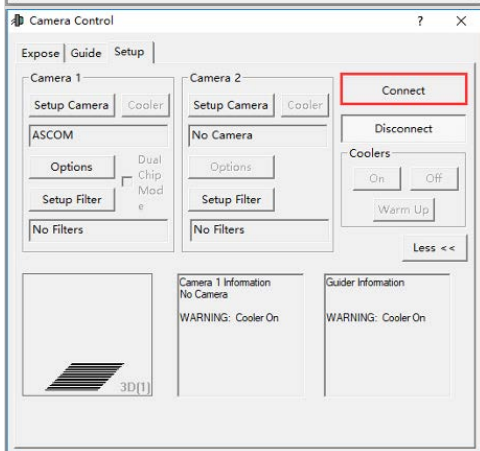 Camera Control ? ×
Expose Guide Setup
Camera 1
Setup Camera Cooler
ASCOM
Options
Dual
Chip
Mod
e
Setup Filter
No Filters
Camera 2
Setup Camera Cooler
No Camera
Options
Setup Filter
No Filters
Connect
Disconnect
Coolers
On Off
Warm Up
Less <<
3D[1]
Camera 1 Information
No Camera
WARNING: Cooler On
Guider Information
WARNING: Cooler On